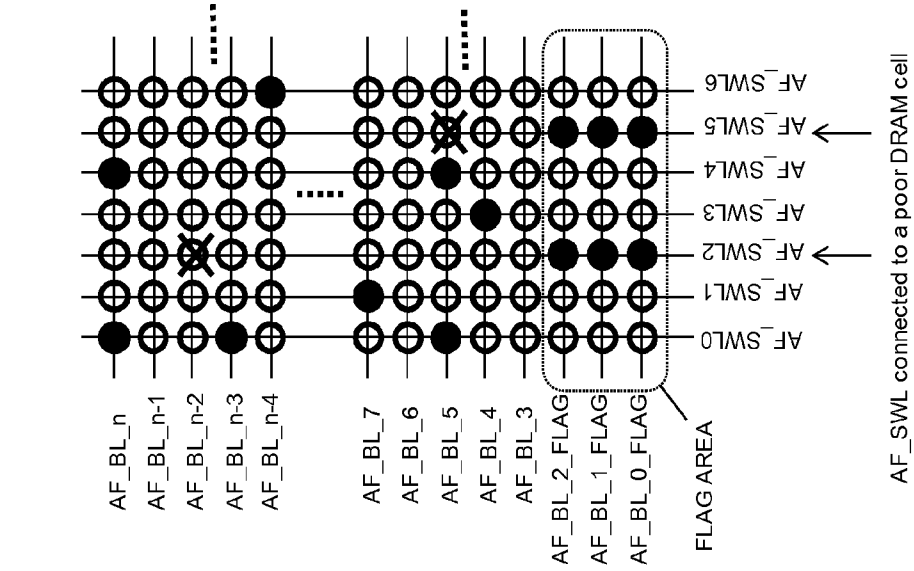 AF_SWL6
AF_SWL5
AF_SWL4
AF_SWL3
AF_SWL2
AF_SWL1
AF_SWL0
AF_BL_n
AF_BL_n-1
AF_BL_n-2
AF_BL_n-3
AF_BL_n-4
AF_BL_7
AF_BL_6
AF_BL_5
AF_BL_4
AF_BL_3
AF_BL_2_FLAG
AF_BL_1_FLAG
AF_BL_0_FLAG
FLAG AREA
AF_SWL connected to a poor DRAM cell